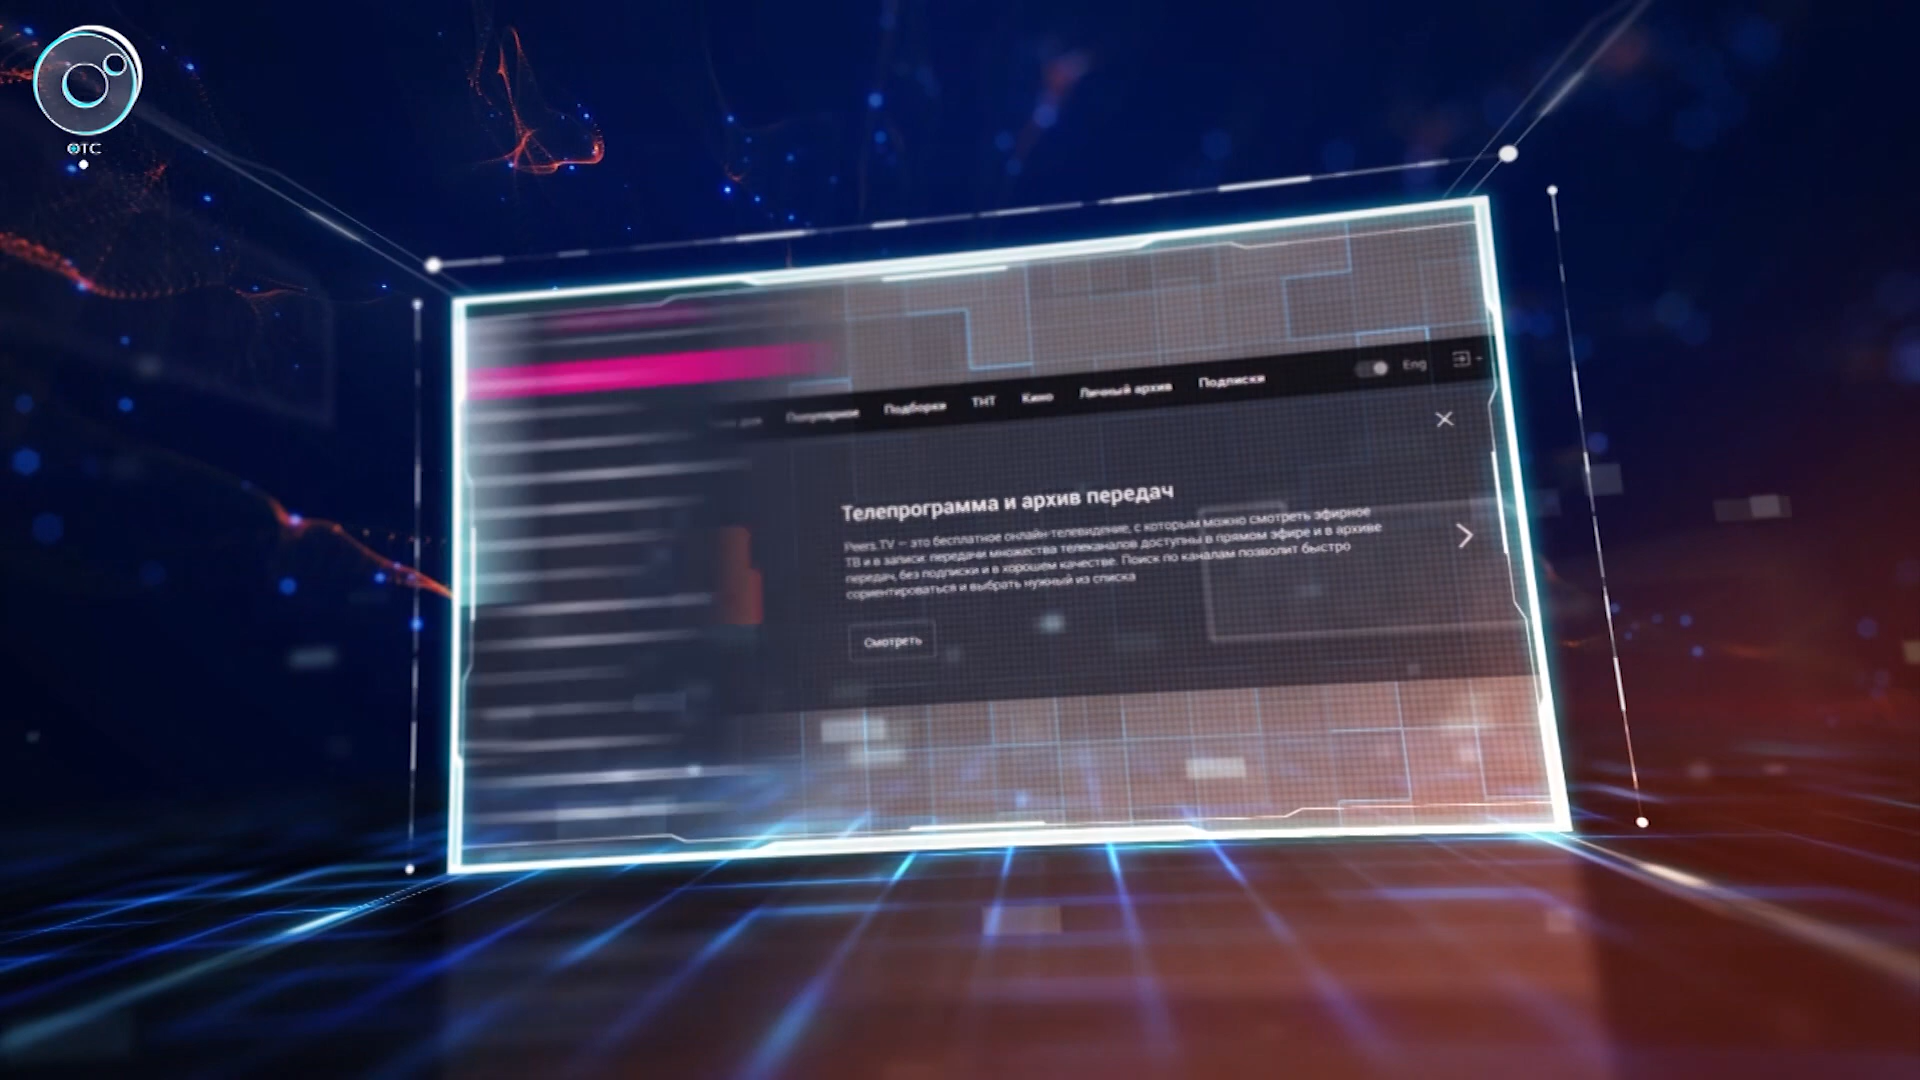 ОТС
Популярное Подборки ТНТ Кино Личный архив Подписки Eng
Телепрограмма и архив передач
Peers.TV — это бесплатное онлайн-телевидение, с которым можно смотреть эфирное
ТВ и в записи: передачи множества телеканалов доступны в прямом эфире и в архиве
передач, без подписки и в хорошем качестве. Поиск по каналам позволит быстро
сориентироваться и выбрать нужный из списка
Смотреть